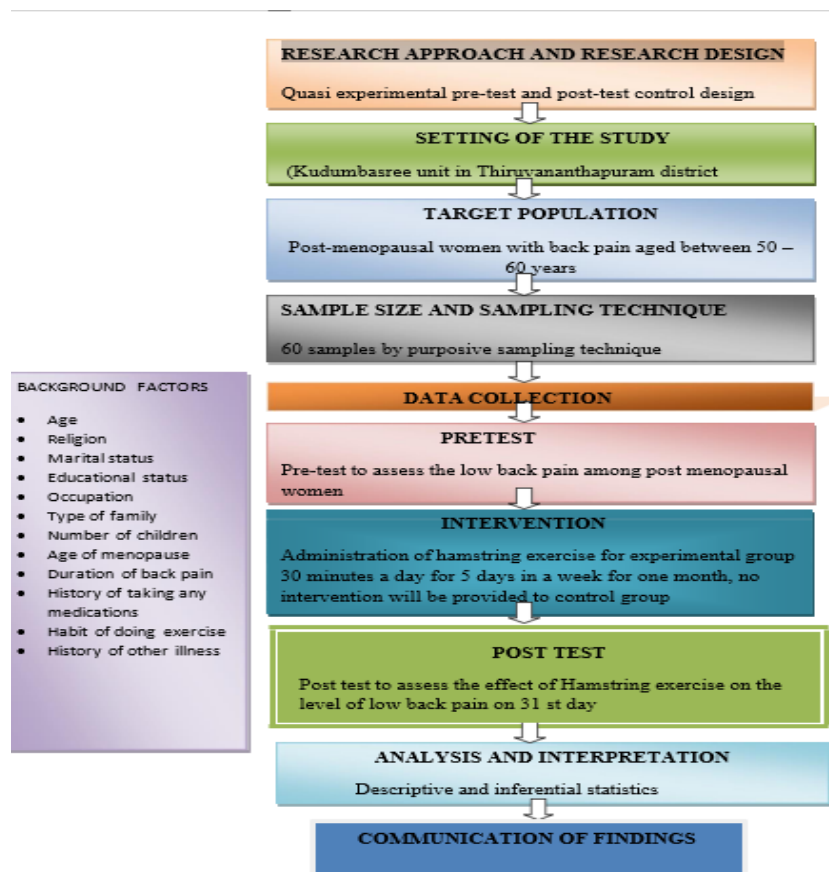 RESEARCH APPROACH AND RESEARCH DESIGN
Quasi experimental pre-test and post-test control design
SETTING OF THE STUDY
(Kudumbasree unit in Thiruvananthapuram district
TARGET POPULATION
Post-menopausal women with back pain aged between 50 –
60 years
SAMPLE SIZE AND SAMPLING TECHNIQUE
60 samples by purposive sampling technique
DATA COLLECTION
PRETEST
Pre-test to assess the low back pain among post menopausal
women
INTERVENTION
Administration of hamstring exercise for experimental group
30 minutes a day for 5 days in a week for one month, no
intervention will be provided to control group
POST TEST
Post test to assess the effect of Hamstring exercise on the
level of low back pain on 31 st day
ANALYSIS AND INTERPRETATION
Descriptive and inferential statistics
COMMUNICATION OF FINDINGS
BACKGROUND FACTORS
• Age
• Religion
• Marital status
• Educational status
• Occupation
• Type of family
• Number of children
• Age of menopause
• Duration of back pain
• History of taking any
medications
• Habit of doing exercise
• History of other illness